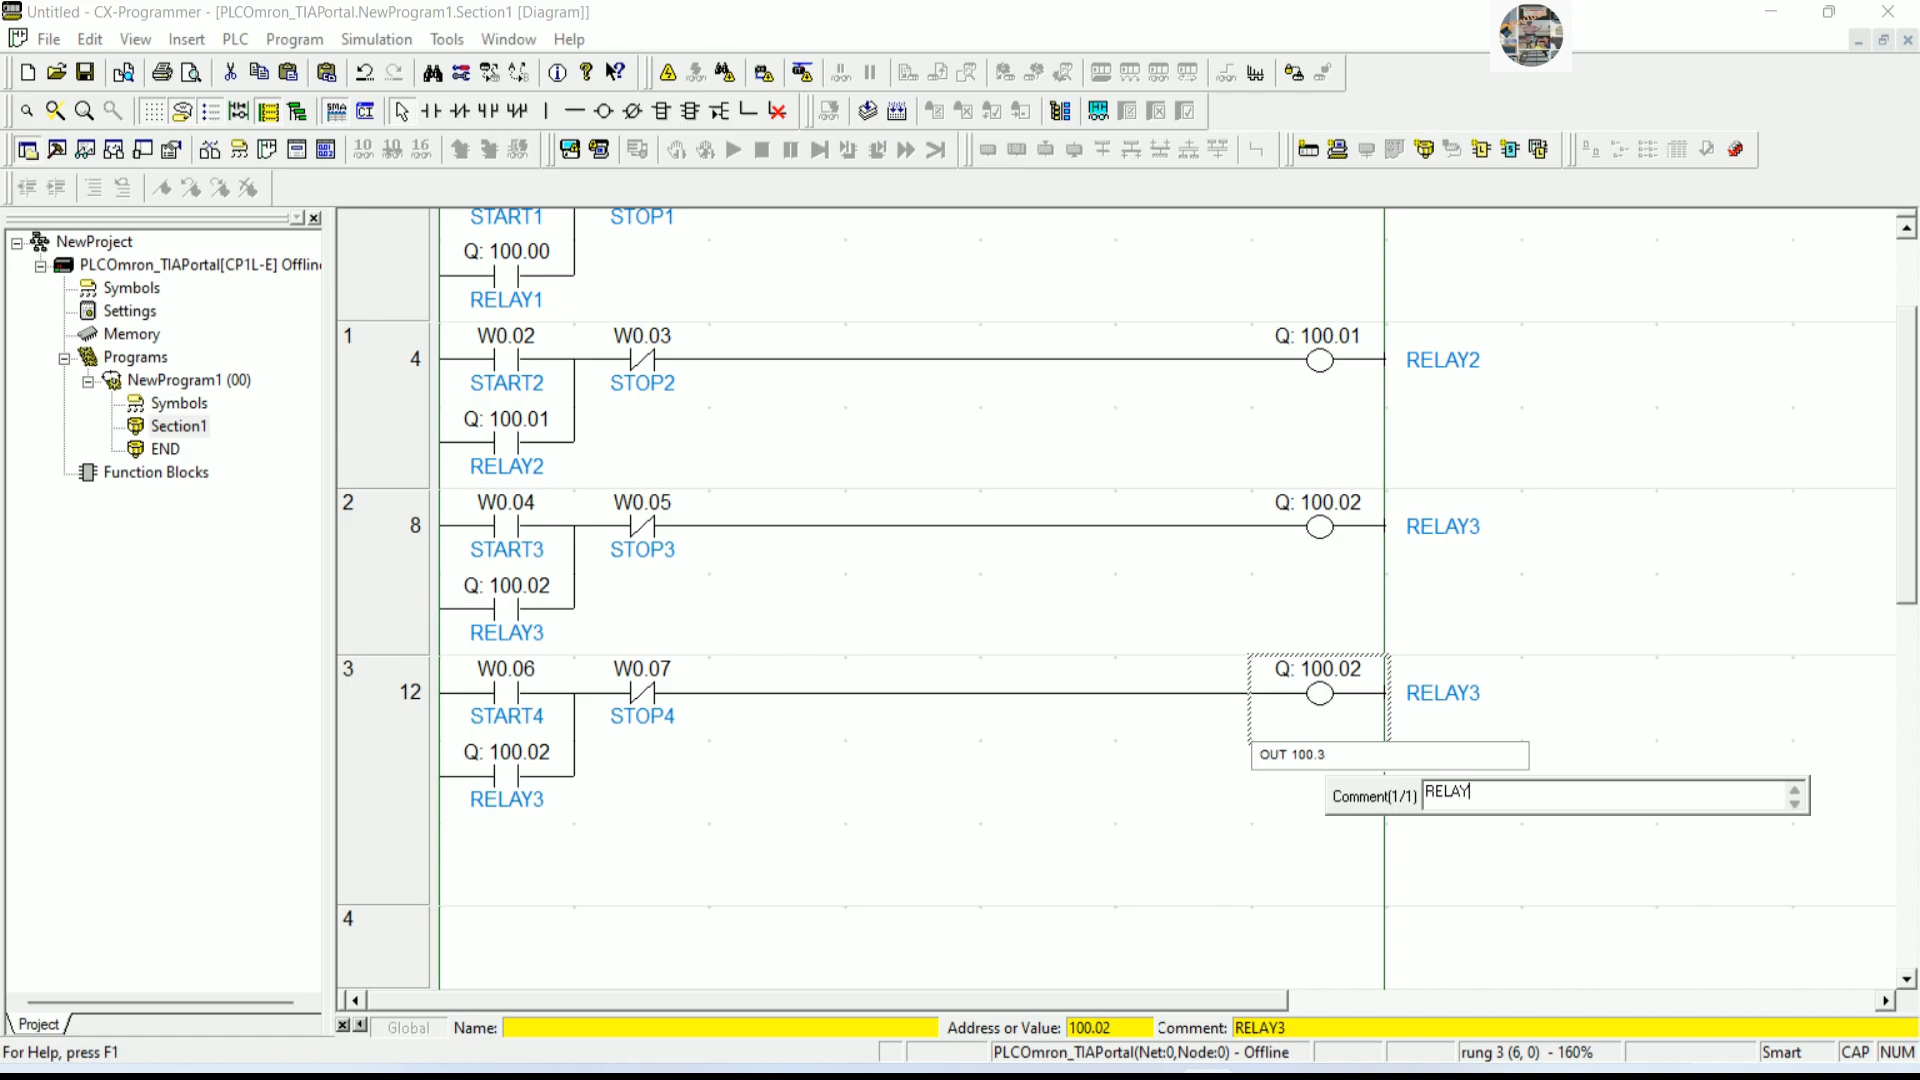 Untitled - CX-Programmer - [PLCOmron_TIAPortal.NewProgram1.Section1 [Diagram]]
File Edit View Insert PLC Program Simulation Tools Window Help
NewProject
PLCOmron_TIAPortal[CP1L-E] Offlin
Symbols
Settings
Memory
Programs
NewProgram1 (00)
Symbols
Section1
END
Function Blocks
Project
START1 STOP1
Q: 100.00
RELAY1
1 W0.02 W0.03 Q: 100.01
4 RELAY2
START2 STOP2
Q: 100.01
RELAY2
2 W0.04 W0.05 Q: 100.02
8 RELAY3
START3 STOP3
Q: 100.02
RELAY3
3 W0.06 W0.07 Q: 100.02
12 RELAY3
START4 STOP4
Q: 100.02
OUT 100.3
Comment(1/1) RELAY
RELAY3
4
Global Name: Address or Value: 100.02 Comment: RELAY3
For Help, press F1 PLCOmron_TIAPortal(Net:0,Node:0) - Offline rung 3 (6, 0) - 160% Smart CAP NUM